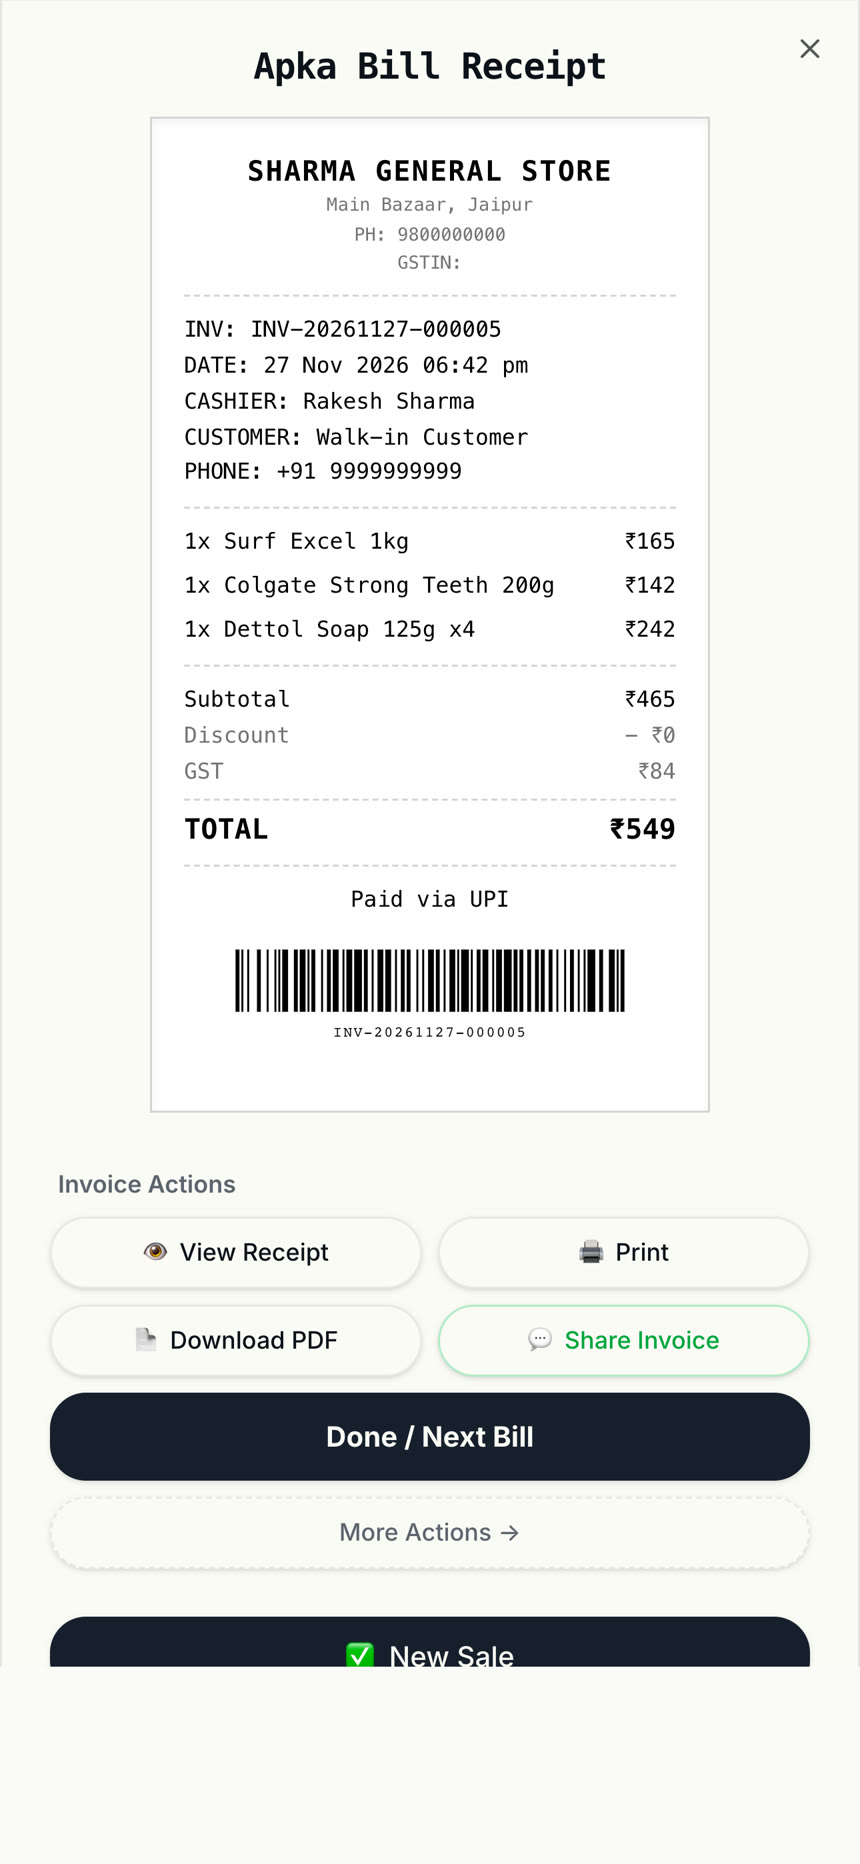 Apka Bill Receipt
SHARMA GENERAL STORE
Main Bazaar, Jaipur
PH: 9800000000
GSTIN:
INV: INV-20261127-000005
DATE: 27 Nov 2026 06:42 pm
CASHIER: Rakesh Sharma
CUSTOMER: Walk-in Customer
PHONE: +91 9999999999
1x Surf Excel 1kg ₹165
1x Colgate Strong Teeth 200g ₹142
1x Dettol Soap 125g x4 ₹242
Subtotal ₹465
Discount - ₹0
GST ₹84
TOTAL ₹549
Paid via UPI
INV-20261127-000005
Invoice Actions
👁️ View Receipt
🖨️ Print
📄 Download PDF
💬 Share Invoice
Done / Next Bill
More Actions →
✅ New Sale